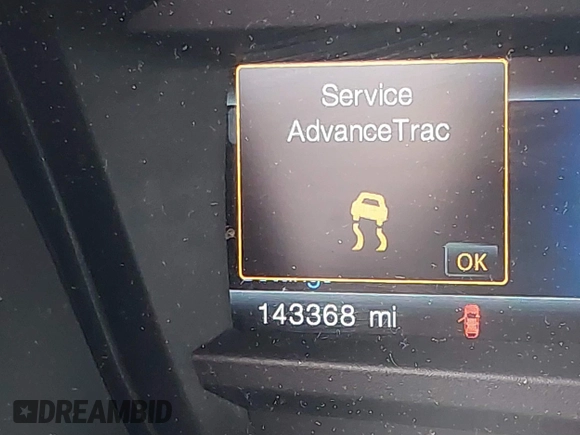 Service
AdvanceTrac
OK
143368 mi
DREAMBID